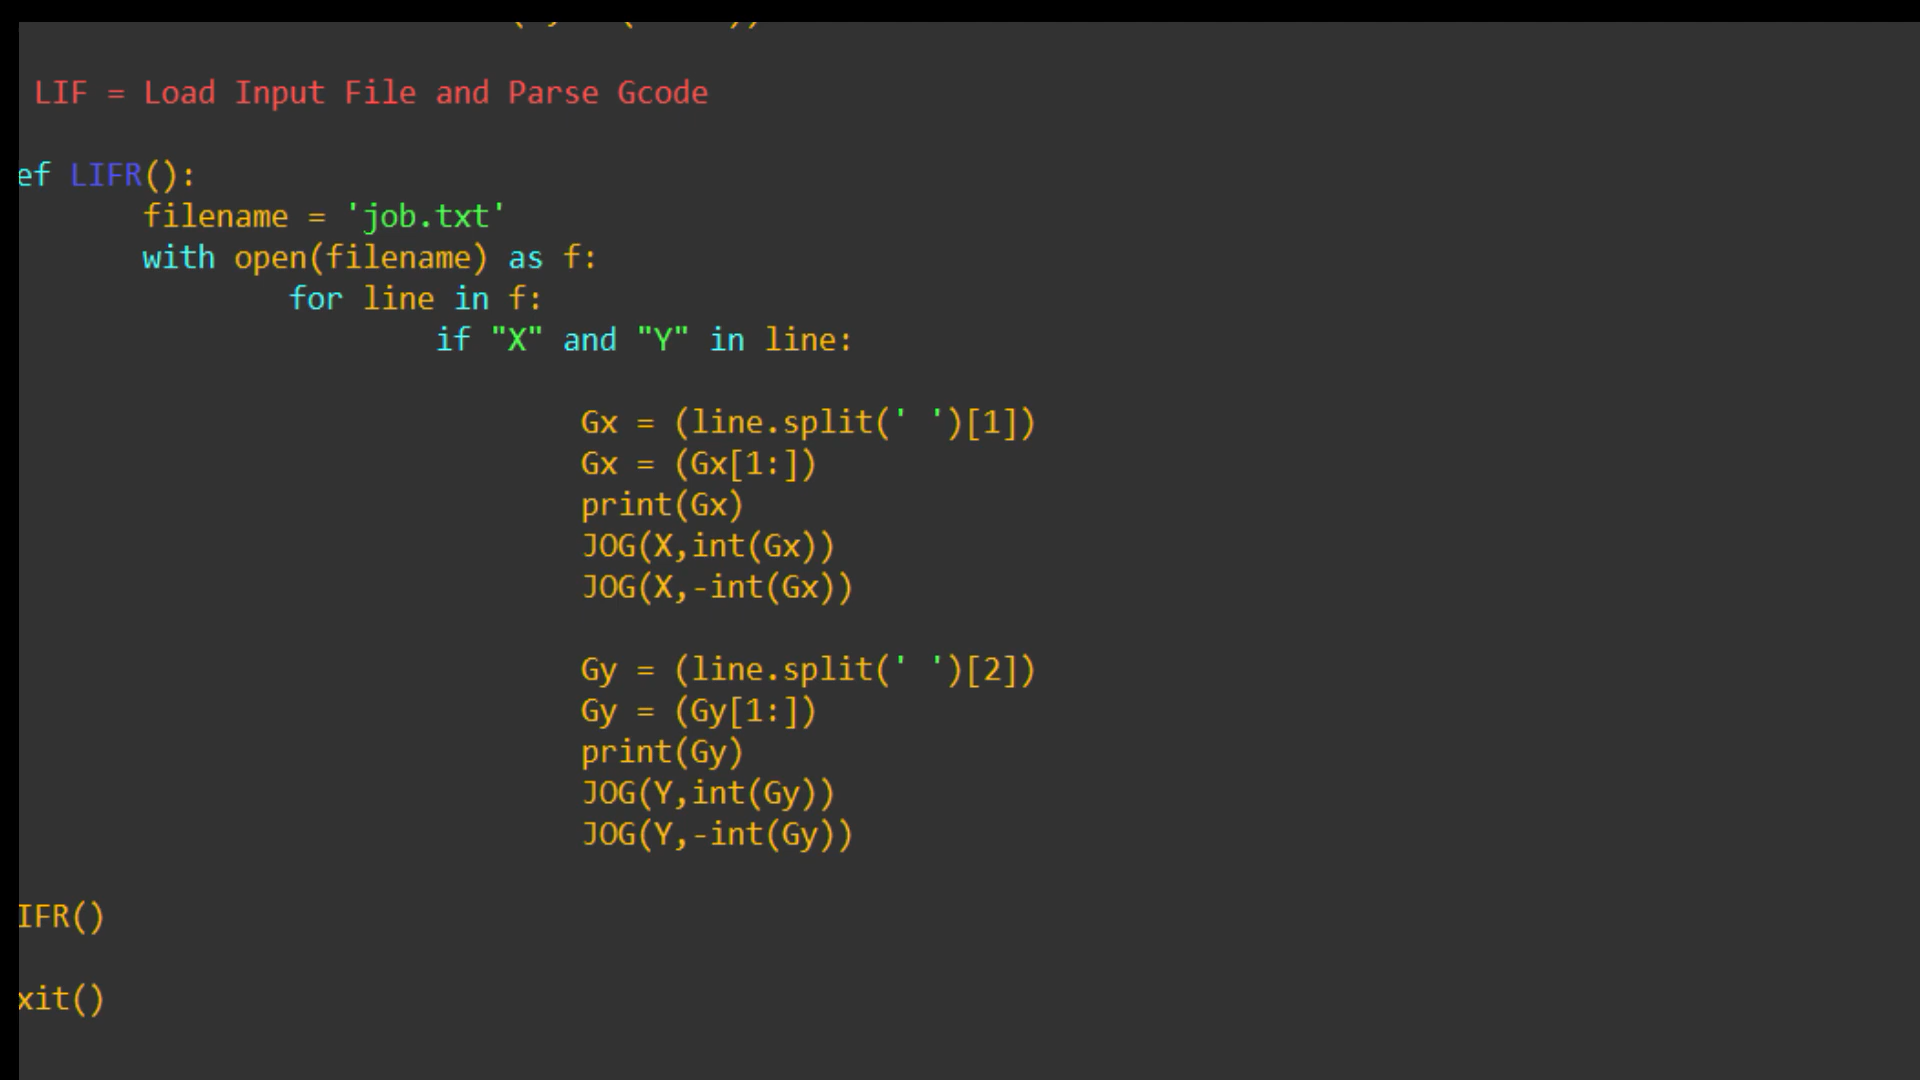 LIF = Load Input File and Parse Gcode
ef LIFR():
filename = 'job.txt'
with open(filename) as f:
for line in f:
if "X" and "Y" in line:
Gx = (line.split(' ')[1])
Gx = (Gx[1:])
print(Gx)
JOG(X,int(Gx))
JOG(X,-int(Gx))
Gy = (line.split(' ')[2])
Gy = (Gy[1:])
print(Gy)
JOG(Y,int(Gy))
JOG(Y,-int(Gy))
IFR()
xit()